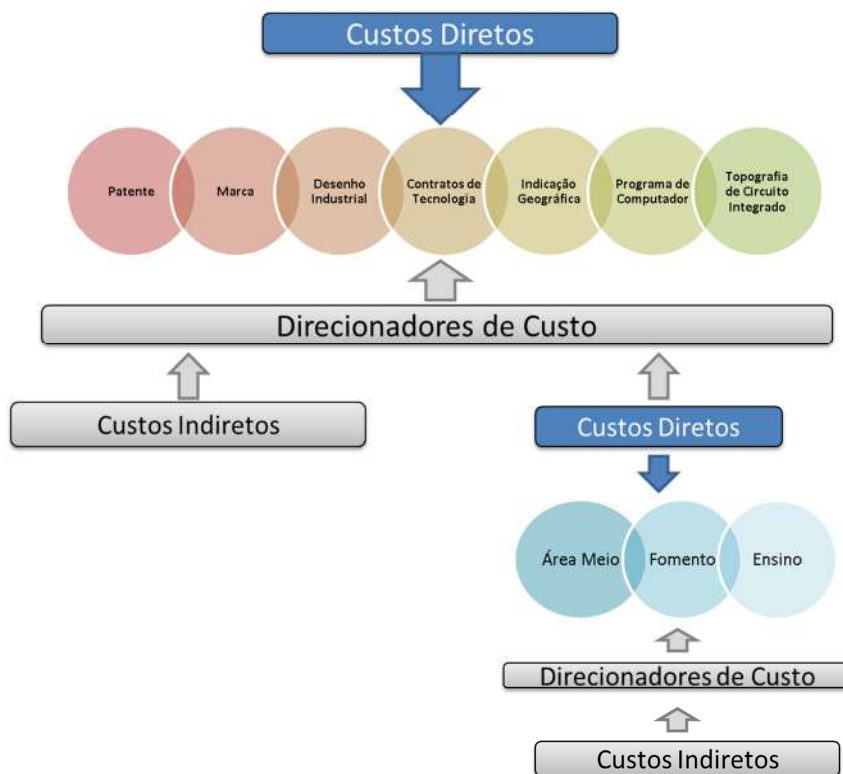 Custos Diretos
Patente
Marca
Desenho
Industrial
Contratos de
Tecnologia
Indicação
Geográfica
Programa de
Computador
Topografia
de Circuito
Integrado
Direcionadores de Custo
Custos Indiretos
Custos Diretos
Área Meio
Fomento
Ensino
Direcionadores de Custo
Custos Indiretos